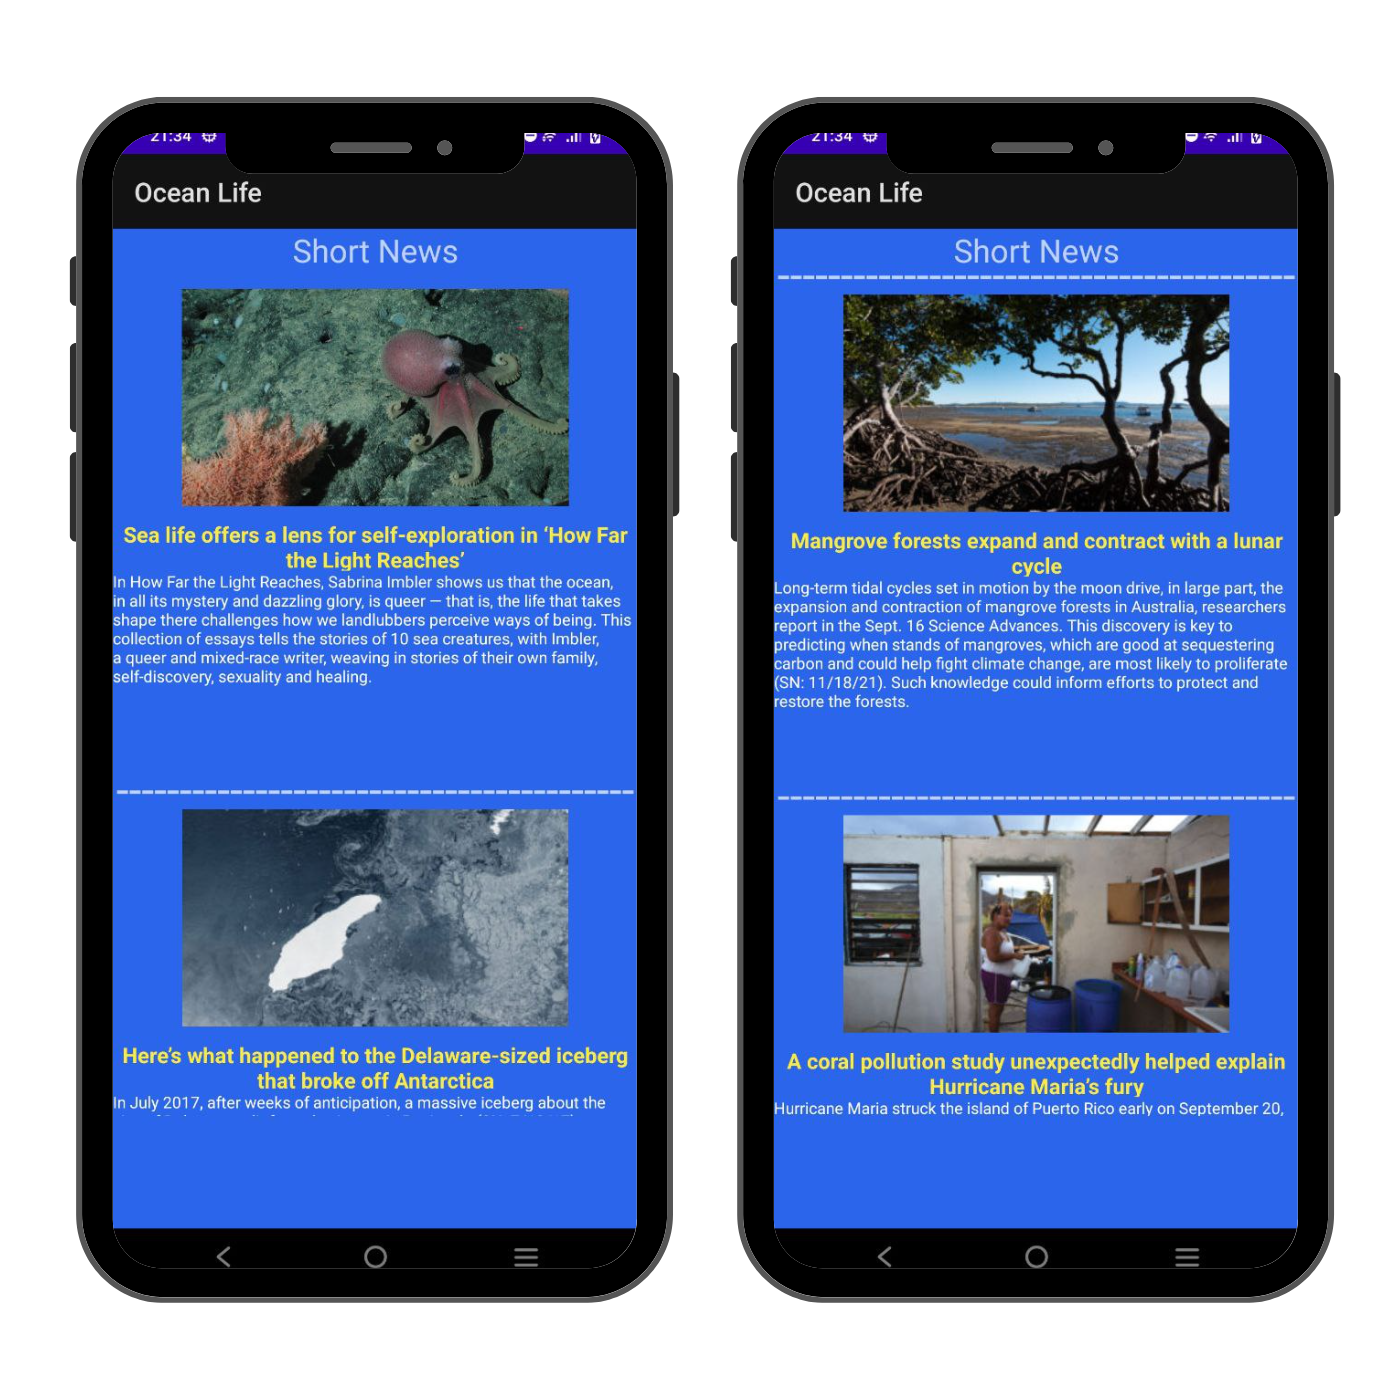 21:34
Ocean Life
Short News
Sea life offers a lens for self-exploration in ‘How Far
the Light Reaches’
In How Far the Light Reaches, Sabrina Imbler shows us that the ocean,
in all its mystery and dazzling glory, is queer — that is, the life that takes
shape there challenges how we landlubbers perceive ways of being. This
collection of essays tells the stories of 10 sea creatures, with Imbler,
a queer and mixed-race writer, weaving in stories of their own family,
self-discovery, sexuality and healing.
Here’s what happened to the Delaware-sized iceberg
that broke off Antarctica
In July 2017, after weeks of anticipation, a massive iceberg about the
21:34
Ocean Life
Short News
Mangrove forests expand and contract with a lunar
cycle
Long-term tidal cycles set in motion by the moon drive, in large part, the
expansion and contraction of mangrove forests in Australia, researchers
report in the Sept. 16 Science Advances. This discovery is key to
predicting when stands of mangroves, which are good at sequestering
carbon and could help fight climate change, are most likely to proliferate
(SN: 11/18/21). Such knowledge could inform efforts to protect and
restore the forests.
A coral pollution study unexpectedly helped explain
Hurricane Maria’s fury
Hurricane Maria struck the island of Puerto Rico early on September 20,